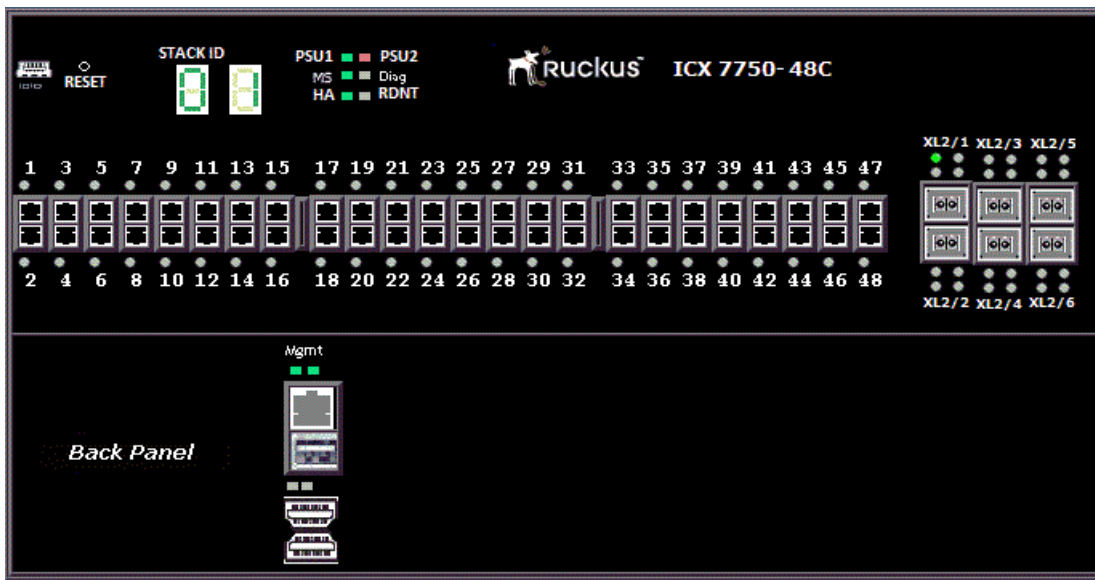 STACK ID
PSU1 PSU2
MS Diag
HA RDNT
RESET
Ruckus™ ICX 7750-48C
XL2/1 XL2/3 XL2/5
1 3 5 7 9 11 13 15 17 19 21 23 25 27 29 31 33 35 37 39 41 43 45 47
2 4 6 8 10 12 14 16 18 20 22 24 26 28 30 32 34 36 38 40 42 44 46 48
XL2/2 XL2/4 XL2/6
Mgmt
Back Panel